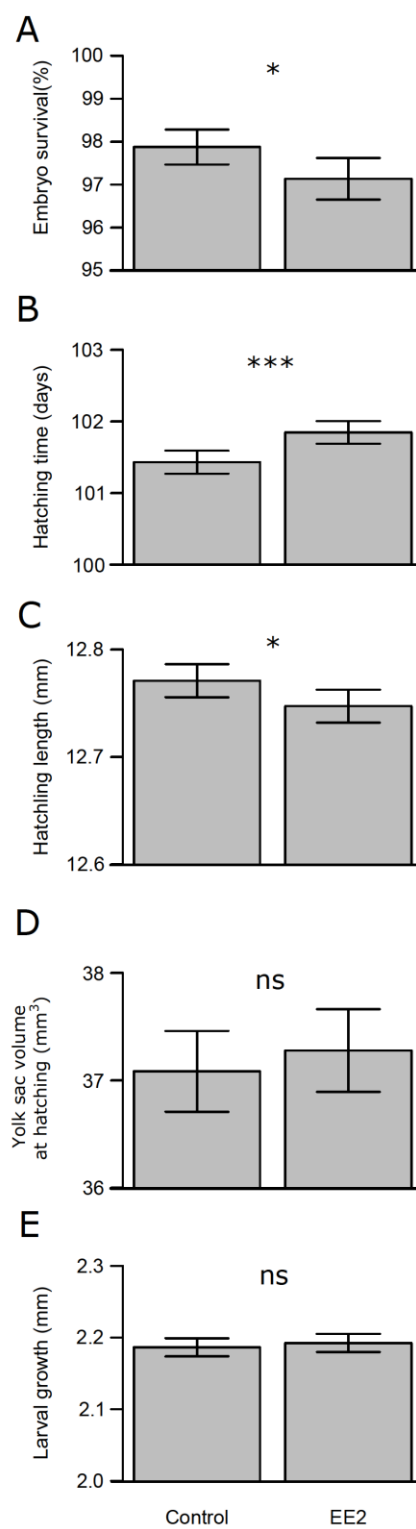 A
Embryo survival(%)
100
99
98
97
96
95
*
B
Hatching time (days)
103
102
101
100
***
C
Hatchling length (mm)
12.8
12.7
12.6
*
D
Yolk sac volume
at hatching (mm³)
38
37
36
ns
E
Larval growth (mm)
2.3
2.2
2.1
2.0
ns
Control EE2